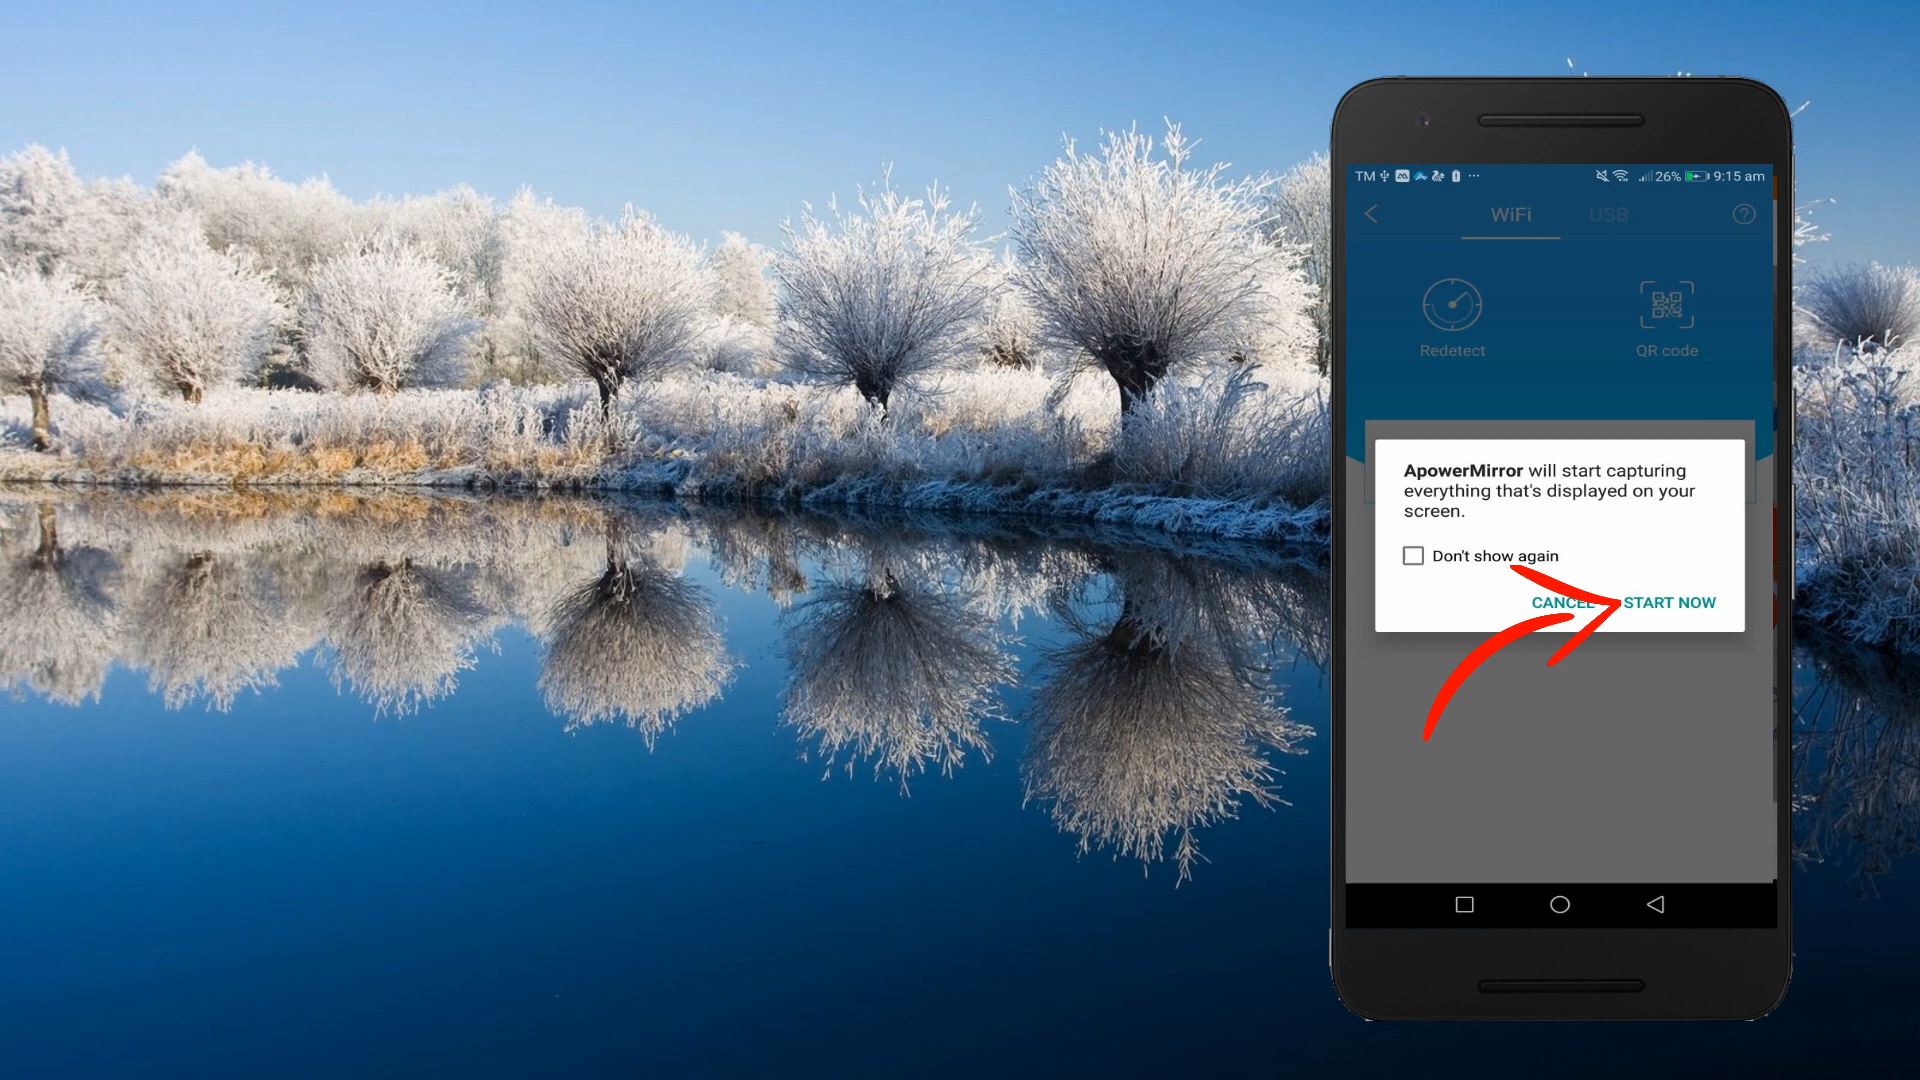 TM ... 26% 9:15 am
WiFi USB
Redetect QR code
ApowerMirror will start capturing
everything that's displayed on your
screen.
Don't show again
CANCEL START NOW